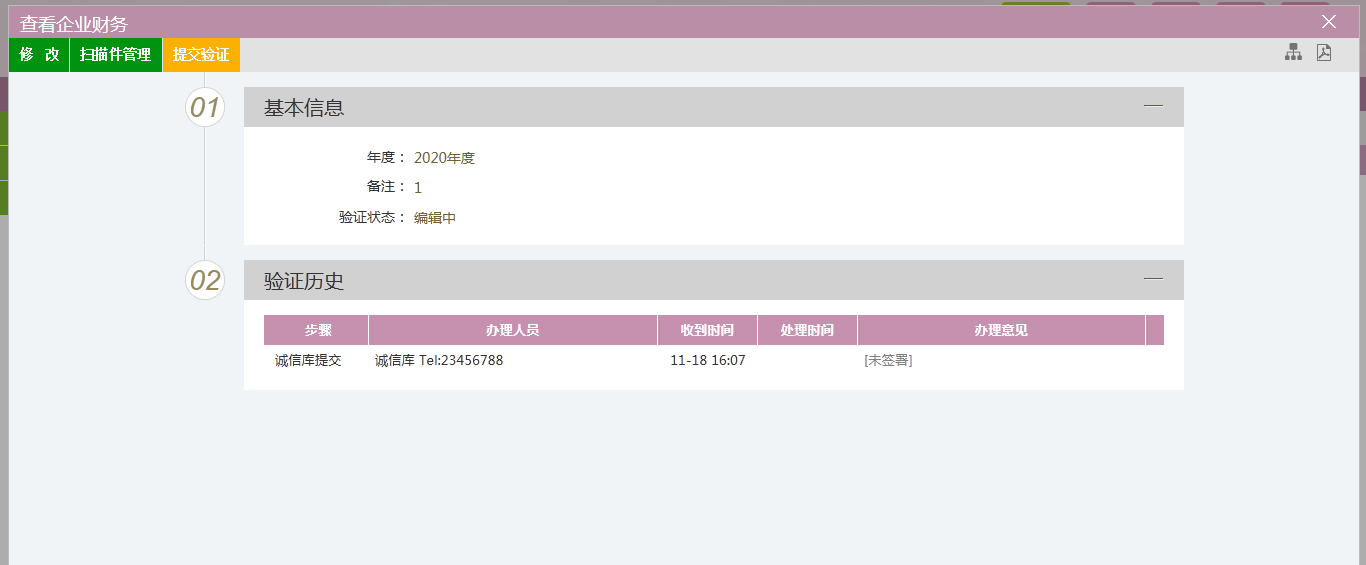 查看企业财务
修 改 扫描件管理 提交验证
01 基本信息
年度： 2020年度
备注： 1
验证状态： 编辑中
02 验证历史
步骤 办理人员 收到时间 处理时间 办理意见
诚信库提交 诚信库 Tel:23456788 11-18 16:07 [未签署]